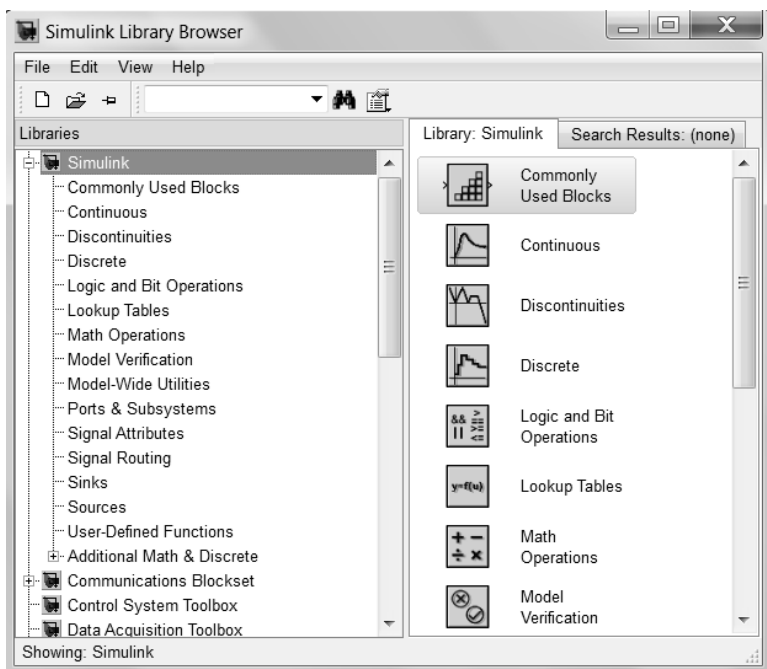 Simulink Library Browser
File Edit View Help
Libraries
Simulink
Commonly Used Blocks
Continuous
Discontinuities
Discrete
Logic and Bit Operations
Lookup Tables
Math Operations
Model Verification
Model-Wide Utilities
Ports & Subsystems
Signal Attributes
Signal Routing
Sinks
Sources
User-Defined Functions
Additional Math & Discrete
Communications Blockset
Control System Toolbox
Data Acquisition Toolbox
Library: Simulink Search Results: (none)
Commonly
Used Blocks
Continuous
Discontinuities
Discrete
&& > == || >= <=
Logic and Bit
Operations
y=f(u)
Lookup Tables
+ − ÷ ×
Math
Operations
Model
Verification
Showing: Simulink